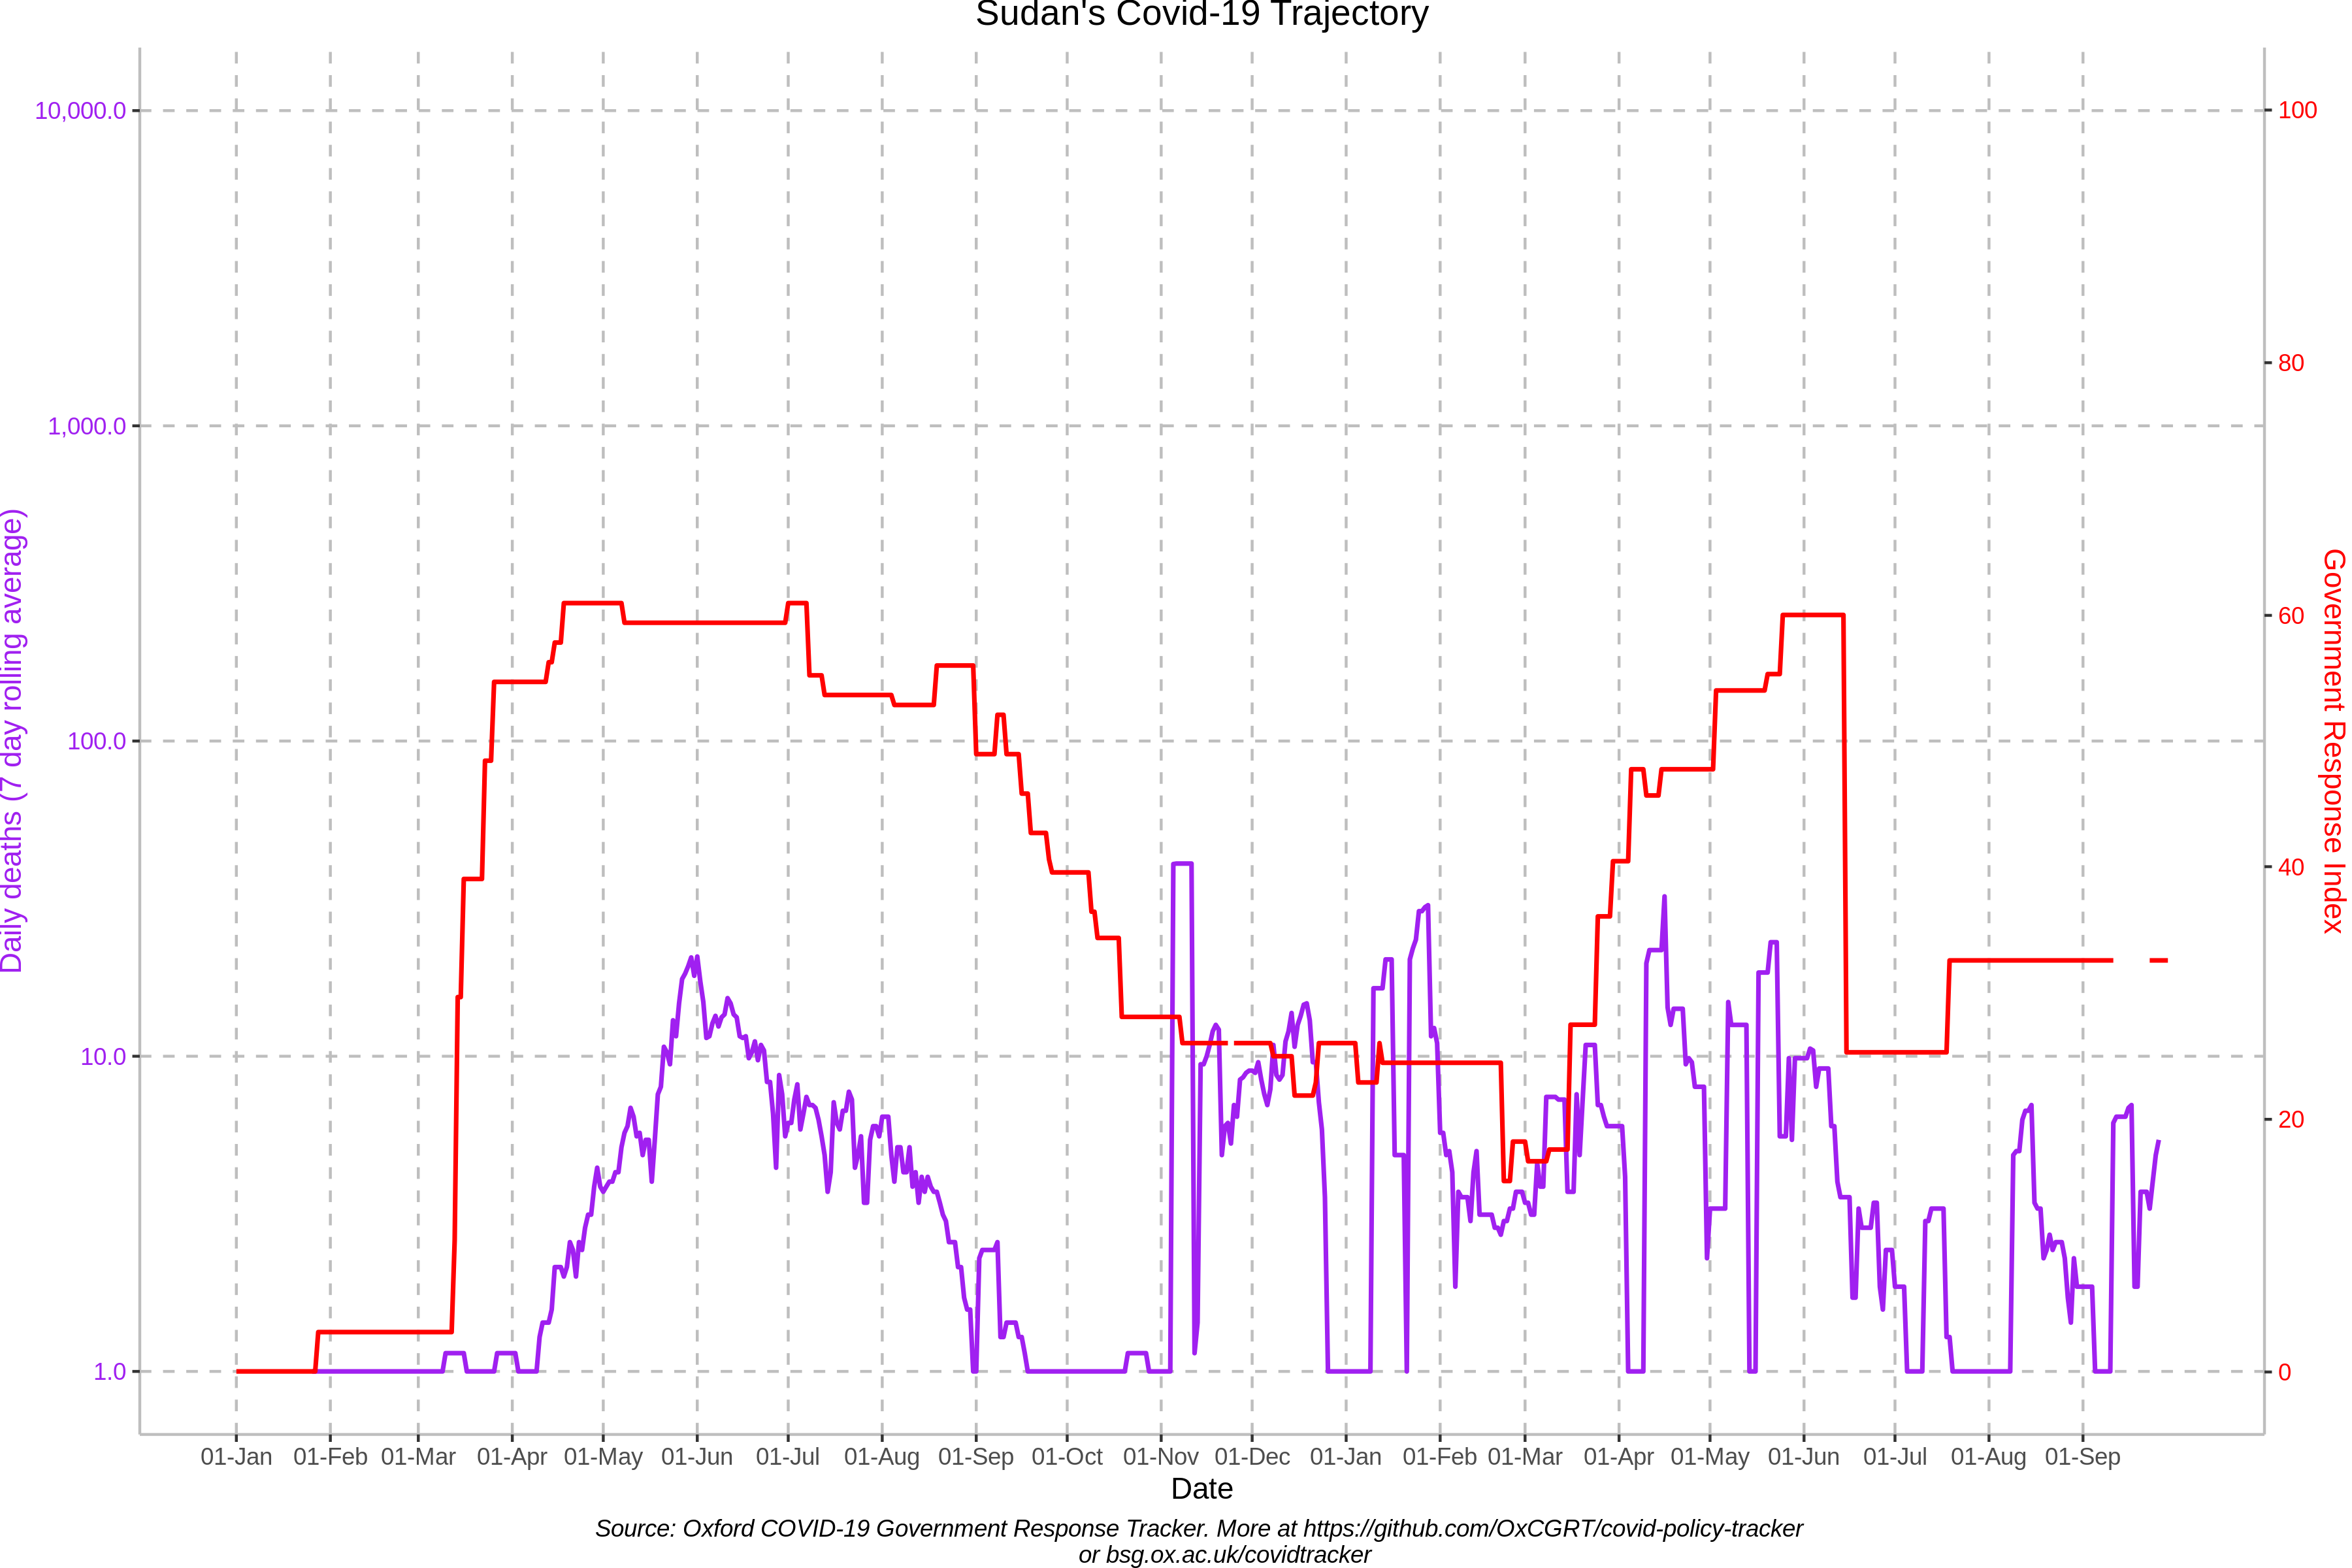 Sudan's Covid-19 Trajectory
Daily deaths (7 day rolling average)
10,000.0
1,000.0
100.0
10.0
1.0
100
80
60
40
20
0
Government Response Index
01-Jan 01-Feb 01-Mar 01-Apr 01-May 01-Jun 01-Jul 01-Aug 01-Sep 01-Oct 01-Nov 01-Dec 01-Jan 01-Feb 01-Mar 01-Apr 01-May 01-Jun 01-Jul 01-Aug 01-Sep
Date
Source: Oxford COVID-19 Government Response Tracker. More at https://github.com/OxCGRT/covid-policy-tracker
or bsg.ox.ac.uk/covidtracker